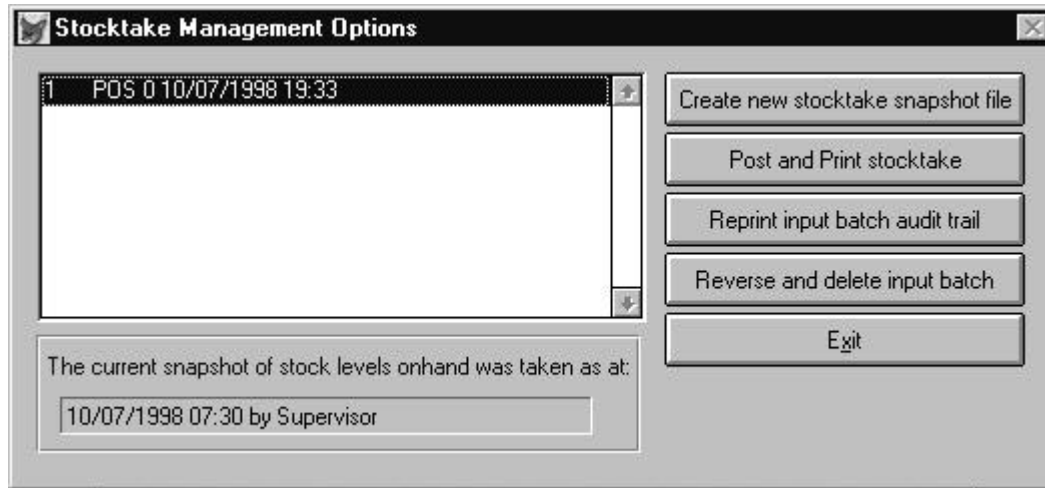 Stocktake Management Options
1 POS 0 10/07/1998 19:33
Create new stocktake snapshot file
Post and Print stocktake
Reprint input batch audit trail
Reverse and delete input batch
Exit
The current snapshot of stock levels onhand was taken as at:
10/07/1998 07:30 by Supervisor